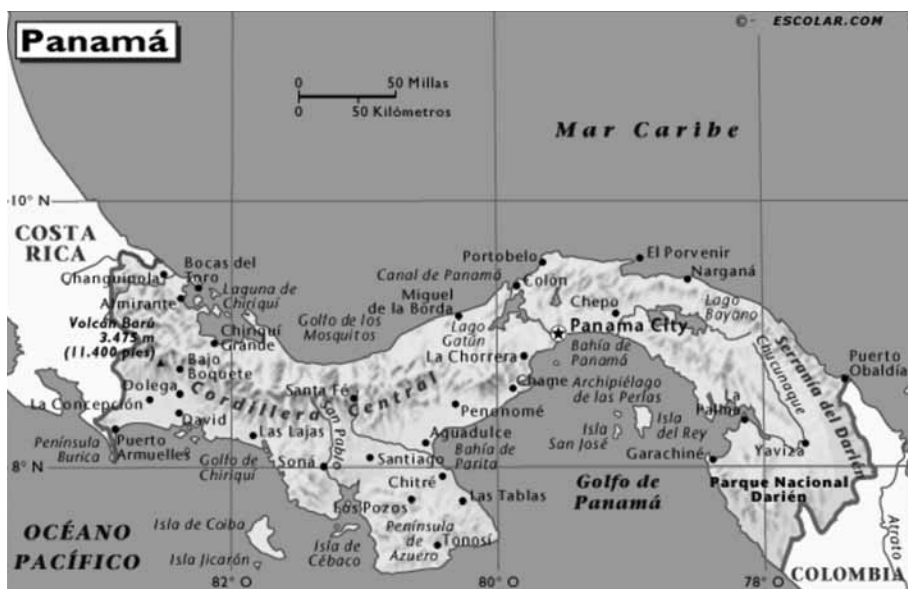 Panamá
©- ESCOLAR.COM
0 50 Millas
0 50 Kilómetros
Mar Caribe
10° N
COSTA
RICA
Changuinola
Bocas del
Toro
Laguna de
Chiriquí
Almirante
Volcán Barú
3.475 m
(11.400 pies)
Chiriquí
Grande
Golfo de los
Mosquitos
Miguel
de la Borda
Canal de Panamá
Portobelo
Colón
El Porvenir
Narganá
Lago
Gatún
Chepo
Lago
Bayano
Panama City
Bahía de
Panamá
La Chorrera
Chame
Archipiélago
de las Perlas
Chucunaque
Serranía del Darién
Puerto
Obaldía
Bajo
Boquete
Dolega
La Concepción
David
Cordillera Central
Santa Fé
San Pablo
Penonomé
Península
Burica
Puerto
Armuelles
Las Lajas
Golfo de
Chiriquí
Aguadulce
Bahía de
Parita
Isla
San José
Isla
del Rey
La
Palma
Garachiné
Yaviza
8° N
Soná
Santiago
Chitré
Las Tablas
Golfo de
Panamá
Parque Nacional
Darién
Los Pozos
Península
de
Azuero
Tonosí
OCÉANO
PACÍFICO
Isla de Coiba
Isla Jicarón
Isla de
Cébaco
Atrato
COLOMBIA
82° O
80° O
78° O